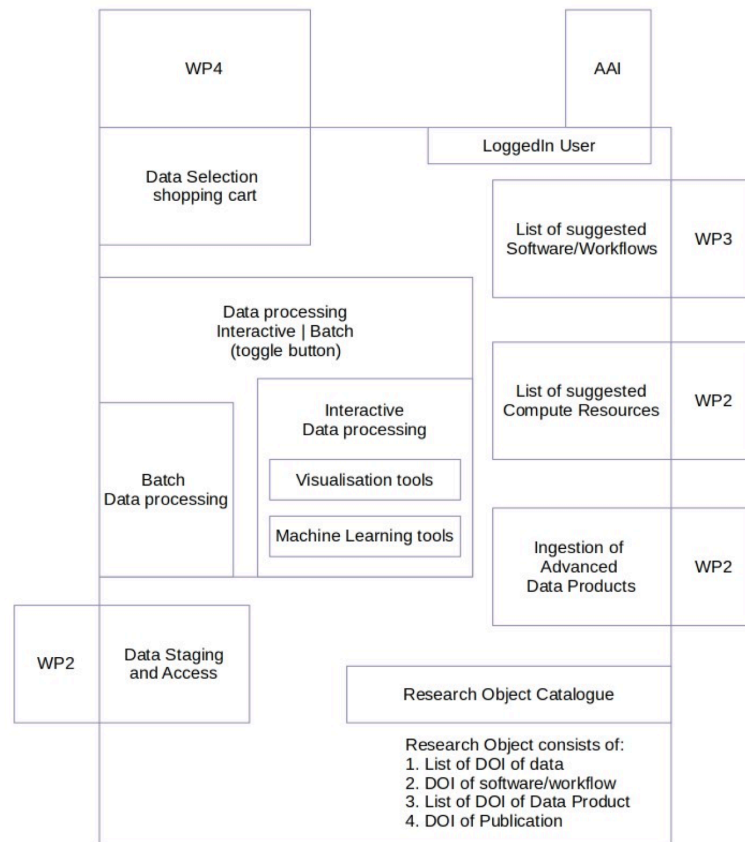 WP4
AAI
LoggedIn User
Data Selection
shopping cart
List of suggested
Software/Workflows
WP3
Data processing
Interactive | Batch
(toggle button)
List of suggested
Compute Resources
WP2
Interactive
Data processing
Batch
Data processing
Visualisation tools
Machine Learning tools
Ingestion of
Advanced
Data Products
WP2
WP2
Data Staging
and Access
Research Object Catalogue
Research Object consists of:
1. List of DOI of data
2. DOI of software/workflow
3. List of DOI of Data Product
4. DOI of Publication